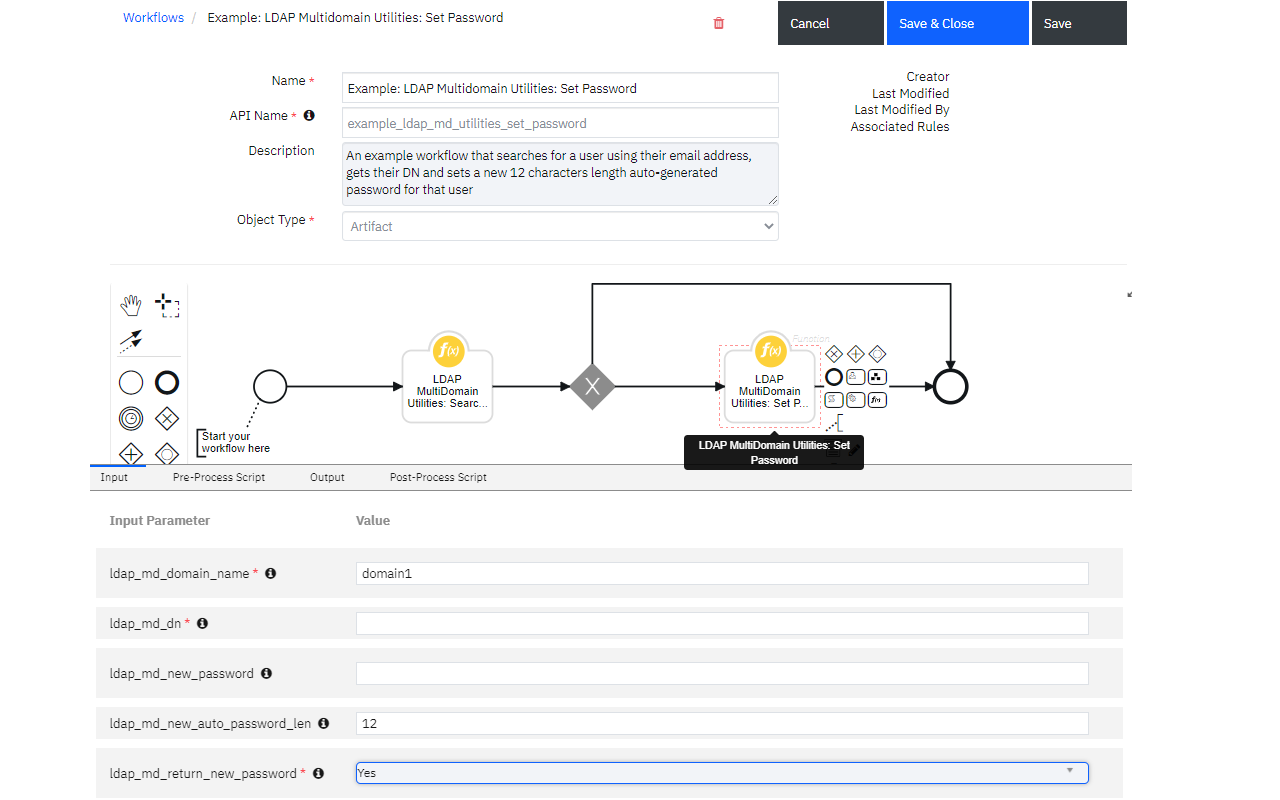 Workflows / Example: LDAP Multidomain Utilities: Set Password
Cancel
Save & Close
Save
Name *
Example: LDAP Multidomain Utilities: Set Password
API Name *
example_ldap_md_utilities_set_password
Description
An example workflow that searches for a user using their email address,
gets their DN and sets a new 12 characters length auto-generated
password for that user
Object Type *
Artifact
Creator
Last Modified
Last Modified By
Associated Rules
Start your
workflow here
f(x)
LDAP
MultiDomain
Utilities: Searc...
X
Function
f(x)
LDAP
MultiDomain
Utilities: Set P...
f(x)
LDAP MultiDomain Utilities: Set
Password
Input
Pre-Process Script
Output
Post-Process Script
Input Parameter
Value
ldap_md_domain_name *
domain1
ldap_md_dn *
ldap_md_new_password
ldap_md_new_auto_password_len
12
ldap_md_return_new_password *
Yes